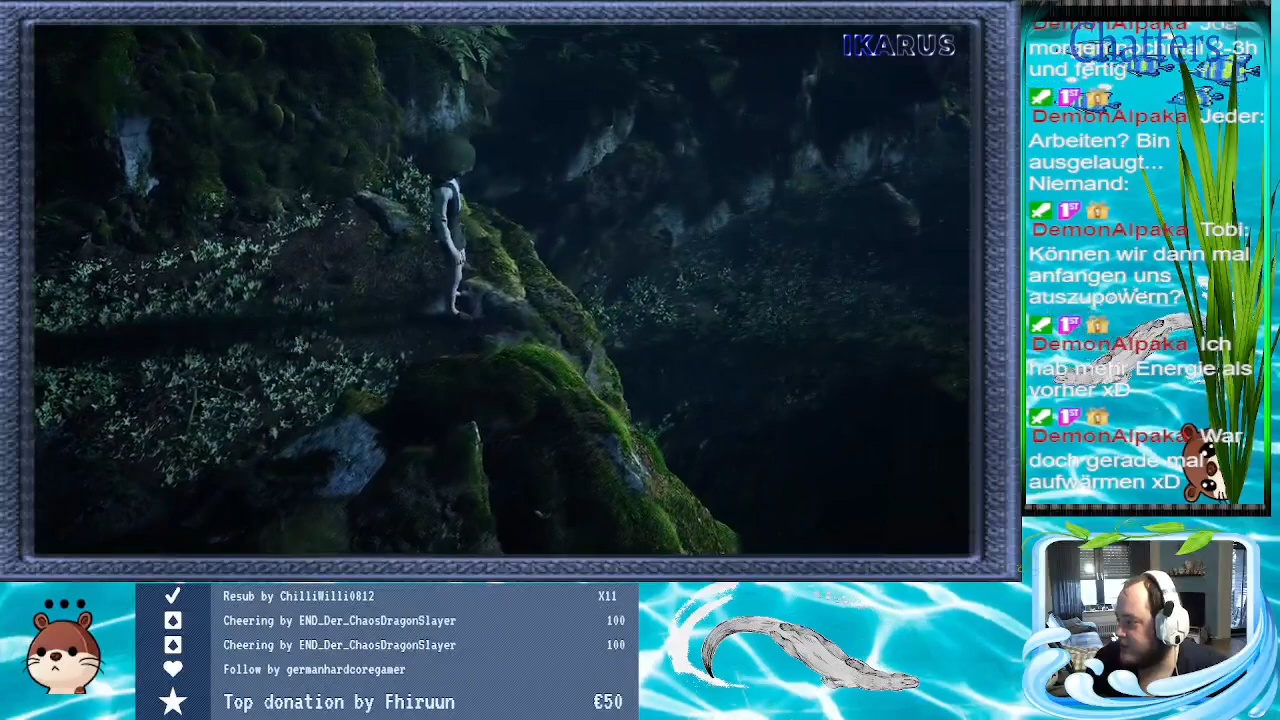 IKARUS
Chatters
DemonAlpaka Joa
morgen nochmal 2-3h
und fertig
DemonAlpaka Jeder:
Arbeiten? Bin
ausgelaugt...
Niemand:
DemonAlpaka Tobi:
Können wir dann mal
anfangen uns
auszupowern?
DemonAlpaka Ich
hab mehr Energie als
vorher xD
DemonAlpaka War
doch gerade mal
aufwärmen xD
Resub by ChilliWilli0812 X11
Cheering by END_Der_ChaosDragonSlayer 100
Cheering by END_Der_ChaosDragonSlayer 100
Follow by germanhardcoregamer
Top donation by Fhiruun €50